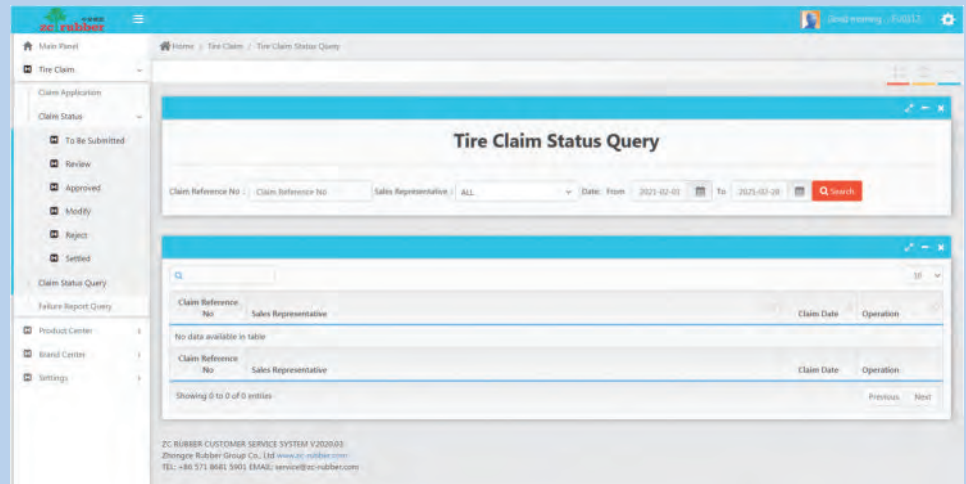 中策橡胶
zc rubber
Good morning
Main Panel
Home / Tire Claim / Tire Claim Status Query
Tire Claim
Claim Application
Claim Status
To Be Submitted
Review
Approved
Modify
Reject
Settled
Claim Status Query
Failure Report Query
Product Center
Brand Center
Settings
Tire Claim Status Query
Claim Reference No : Claim Reference No Sales Representative : ALL Date: From 2021-02-01 To 2021-02-28 Search
10
Claim Reference No Sales Representative Claim Date Operation
No data available in table
Claim Reference No Sales Representative Claim Date Operation
Showing 0 to 0 of 0 entries Previous Next
ZC RUBBER CUSTOMER SERVICE SYSTEM V2020.03
Zhongce Rubber Group Co., Ltd www.zc-rubber.com
TEL: +86 571 8681 5901 EMAIL: service@zc-rubber.com